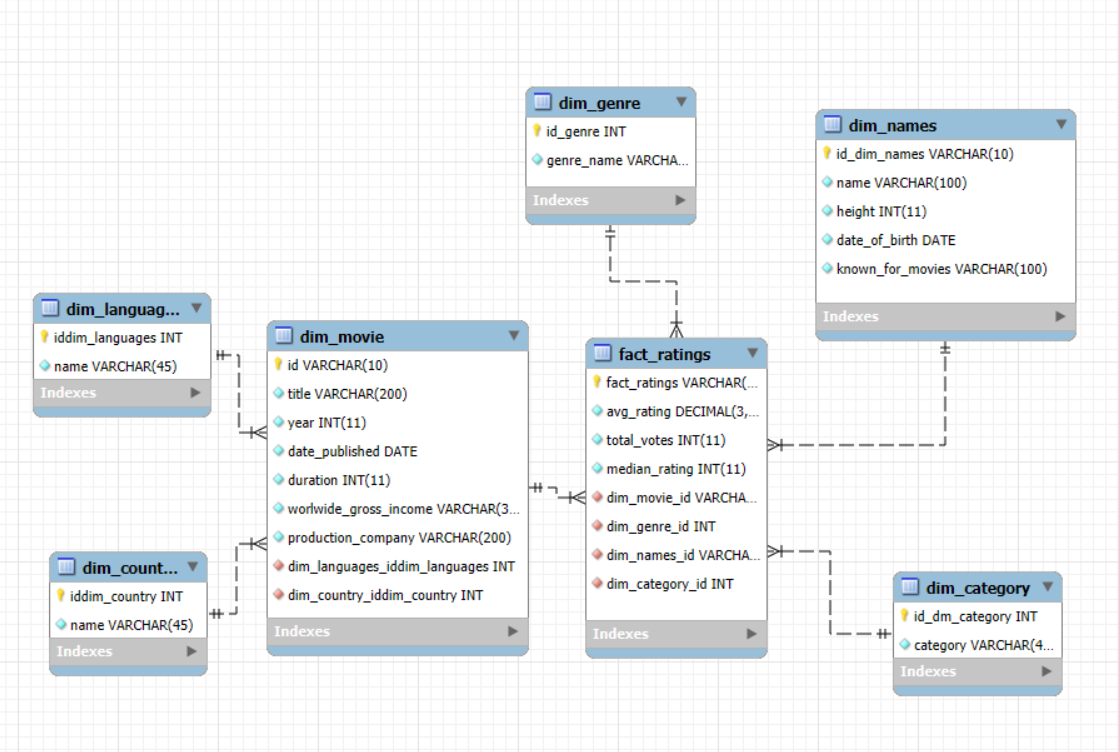 dim_genre
id_genre INT
genre_name VARCHA...
Indexes
dim_names
id_dim_names VARCHAR(10)
name VARCHAR(100)
height INT(11)
date_of_birth DATE
known_for_movies VARCHAR(100)
Indexes
dim_languag...
iddim_languages INT
name VARCHAR(45)
Indexes
dim_movie
id VARCHAR(10)
title VARCHAR(200)
year INT(11)
date_published DATE
duration INT(11)
worlwide_gross_income VARCHAR(3...
production_company VARCHAR(200)
dim_languages_iddim_languages INT
dim_country_iddim_country INT
Indexes
fact_ratings
fact_ratings VARCHAR(...
avg_rating DECIMAL(3,...
total_votes INT(11)
median_rating INT(11)
dim_movie_id VARCHA...
dim_genre_id INT
dim_names_id VARCHA...
dim_category_id INT
Indexes
dim_count...
iddim_country INT
name VARCHAR(45)
Indexes
dim_category
id_dm_category INT
category VARCHAR(4...
Indexes